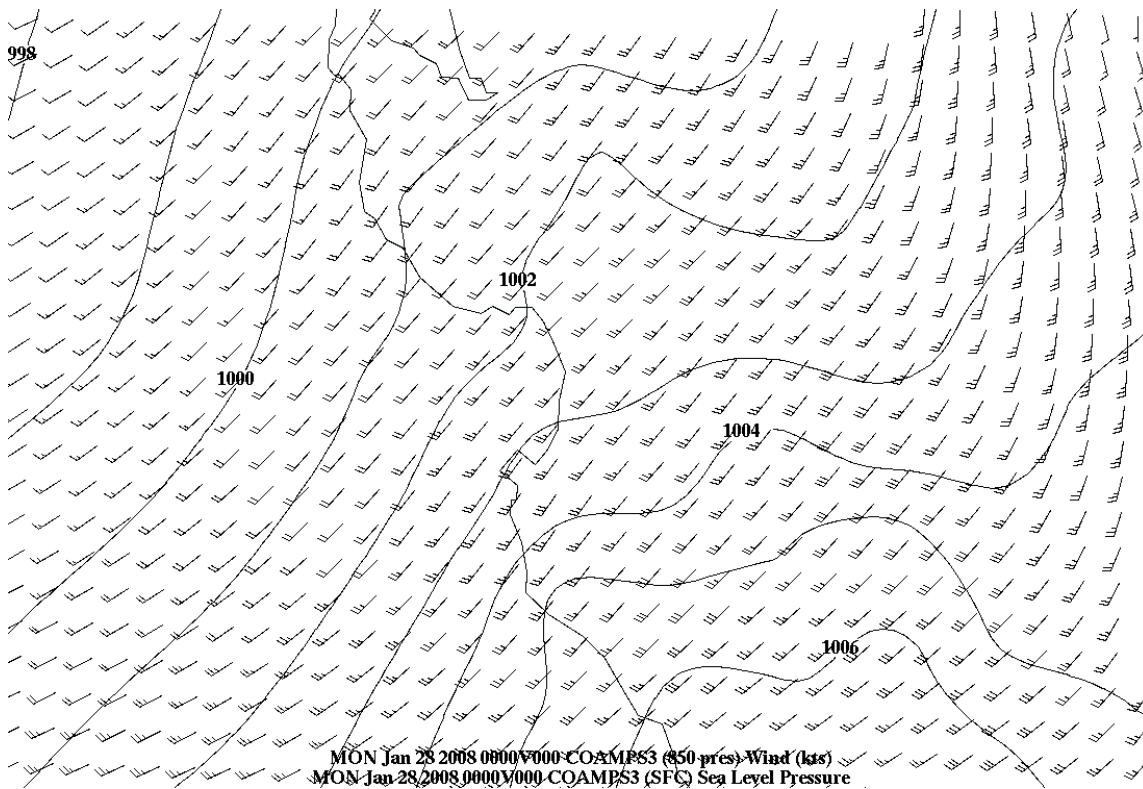 998
1002
1000
1004
1006
MON Jan 28 2008 0000V000 COAMPS3 (850 pres) Wind (kts)
MON Jan 28 2008 0000V000 COAMPS3 (SFC) Sea Level Pressure